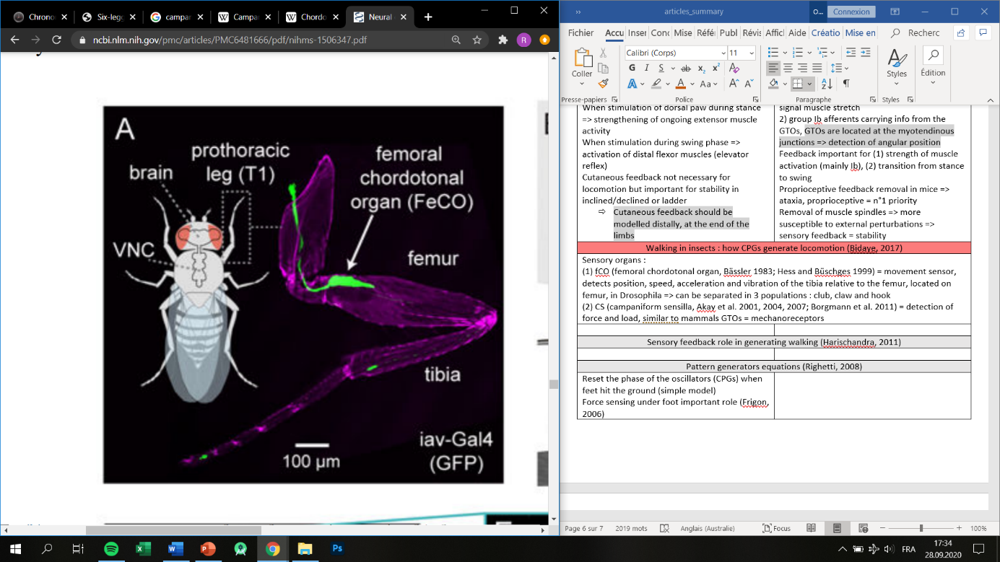 Chrono
Six-legg
campar
Campa
Chordo
Neural
ncbi.nlm.nih.gov/pmc/articles/PMC6481666/pdf/nihms-1506347.pdf
R
A
prothoracic
leg (T1)
brain
VNC
femoral
chordotonal
organ (FeCO)
femur
tibia
iav-Gal4
(GFP)
100 µm
articles_summary
O...
Connexion
Fichier Accu Inser Conc Mise Référ Publ Révis Affic Aide Créatio Mise en Recherc
Coller
Presse-papiers
Calibri (Corps) 11
G I S ab x₂ x²
A A Aa A A
Police
Paragraphe
Styles
Styles
Édition
When stimulation of dorsal paw during stance
=> strengthening of ongoing extensor muscle
activity
When stimulation during swing phase =>
activation of distal flexor muscles (elevator
reflex)
Cutaneous feedback not necessary for
locomotion but important for stability in
inclined/declined or ladder
⇨ Cutaneous feedback should be
modelled distally, at the end of the
limbs
signal muscle stretch
2) group Ib afferents carrying info from the
GTOs, GTOs are located at the myotendinous
junctions => detection of angular position
Feedback important for (1) strength of muscle
activation (mainly Ib), (2) transition from stance
to swing
Proprioceptive feedback removal in mice =>
ataxia, proprioceptive = n°1 priority
Removal of muscle spindles => more
susceptible to external perturbations =>
sensory feedback = stability
Walking in insects : how CPGs generate locomotion (Bidaye, 2017)
Sensory organs :
(1) fCO (femoral chordotonal organ, Bässler 1983; Hess and Büschges 1999) = movement sensor,
detects position, speed, acceleration and vibration of the tibia relative to the femur, located on
femur, in Drosophila => can be separated in 3 populations : club, claw and hook
(2) CS (campaniform sensilla, Akay et al. 2001, 2004, 2007; Borgmann et al. 2011) = detection of
force and load, similar to mammals GTOs = mechanoreceptors
Sensory feedback role in generating walking (Harischandra, 2011)
Pattern generators equations (Righetti, 2008)
Reset the phase of the oscillators (CPGs) when
feet hit the ground (simple model)
Force sensing under foot important role (Frigon,
2006)
Page 6 sur 7 2019 mots Anglais (Australie) Focus 100%
Ps
FRA
17:34
28.09.2020